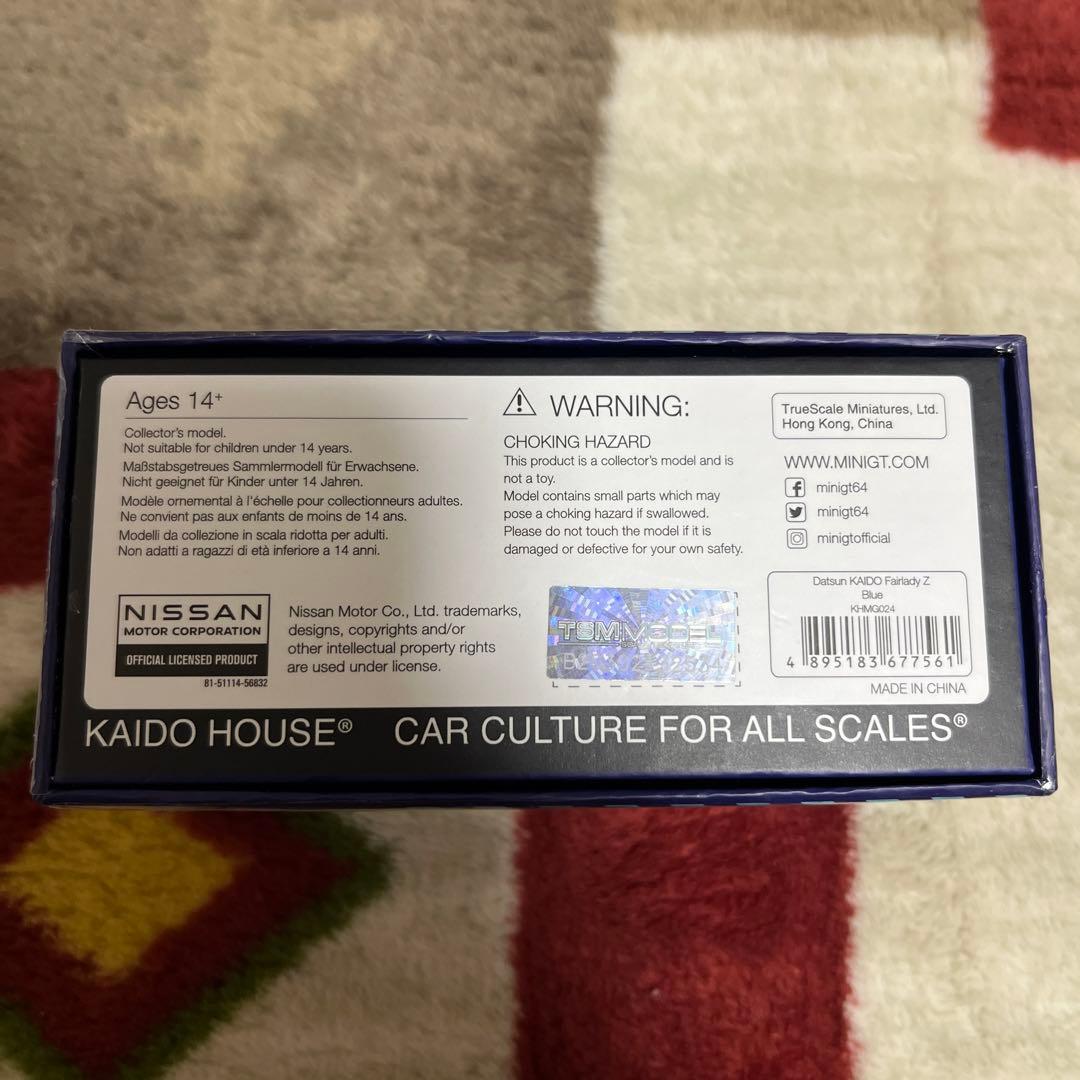 Ages 14+
Collector's model.
Not suitable for children under 14 years.
Maßstabsgetreues Sammlermodell für Erwachsene.
Nicht geeignet für Kinder unter 14 Jahren.
Modèle ornemental à l'échelle pour collectionneurs adultes.
Ne convient pas aux enfants de moins de 14 ans.
Modelli da collezione in scala ridotta per adulti.
Non adatti a ragazzi di età inferiore a 14 anni.
NISSAN
MOTOR CORPORATION
OFFICIAL LICENSED PRODUCT
81-51114-56832
Nissan Motor Co., Ltd. trademarks,
designs, copyrights and/or
other intellectual property rights
are used under license.
WARNING:
CHOKING HAZARD
This product is a collector's model and is
not a toy.
Model contains small parts which may
pose a choking hazard if swallowed.
Please do not touch the model if it is
damaged or defective for your own safety.
TSM MODEL
TrueScale Miniatures, Ltd.
Hong Kong, China
WWW.MINIGT.COM
minigt64
minigt64
minigtofficial
Datsun KAIDO Fairlady Z
Blue
KHMG024
4 895183 677561
MADE IN CHINA
KAIDO HOUSE® CAR CULTURE FOR ALL SCALES®